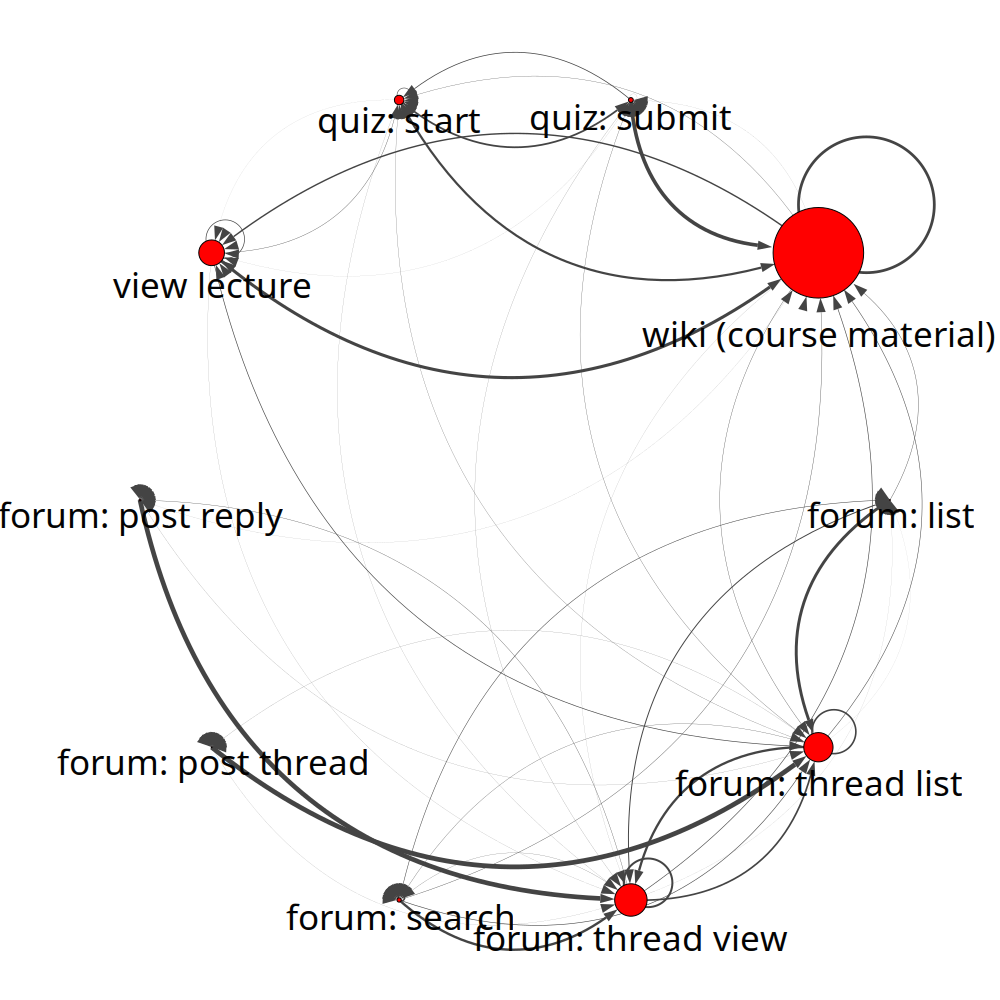 quiz: start
quiz: submit
view lecture
wiki (course material)
forum: post reply
forum: list
forum: post thread
forum: thread list
forum: search
forum: thread view